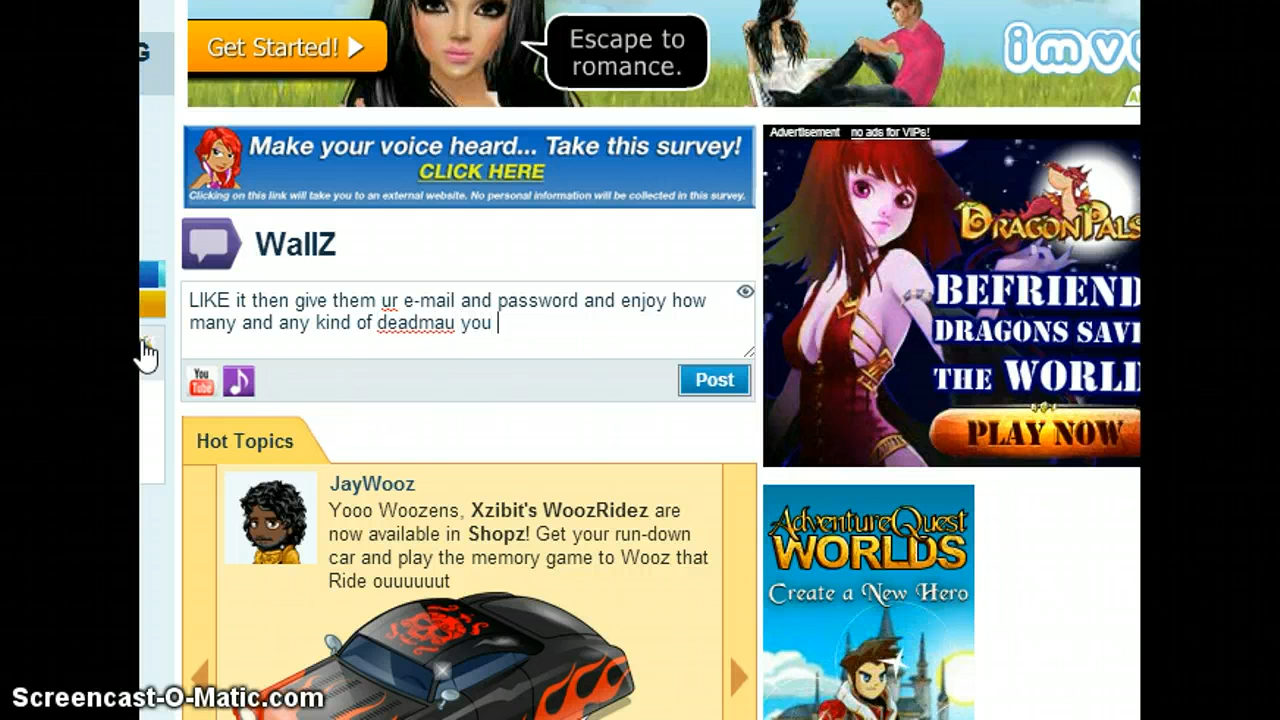 G
Get Started!
Escape to
romance.
imvu
Make your voice heard... Take this survey!
CLICK HERE
Clicking on this link will take you to an external website. No personal information will be collected in this survey.
Advertisement no ads for VIPs!
DRAGONPALS
BEFRIEND
DRAGONS SAV
THE WORLD
PLAY NOW
WallZ
LIKE it then give them ur e-mail and password and enjoy how
many and any kind of deadmau you
You
Tube
Post
Hot Topics
JayWooz
Yooo Woozens, Xzibit's WoozRidez are
now available in Shopz! Get your run-down
car and play the memory game to Wooz that
Ride ouuuuuut
AdventureQuest
WORLDS
Create a New Hero
Screencast-O-Matic.com